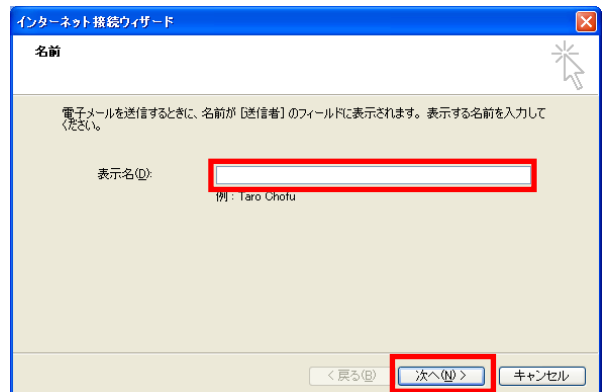 インターネット接続ウィザード
名前
電子メールを送信するときに、名前が [送信者] のフィールドに表示されます。表示する名前を入力して
ください。
表示名(D):
例：Taro Chofu
< 戻る(B)
次へ(N) >
キャンセル